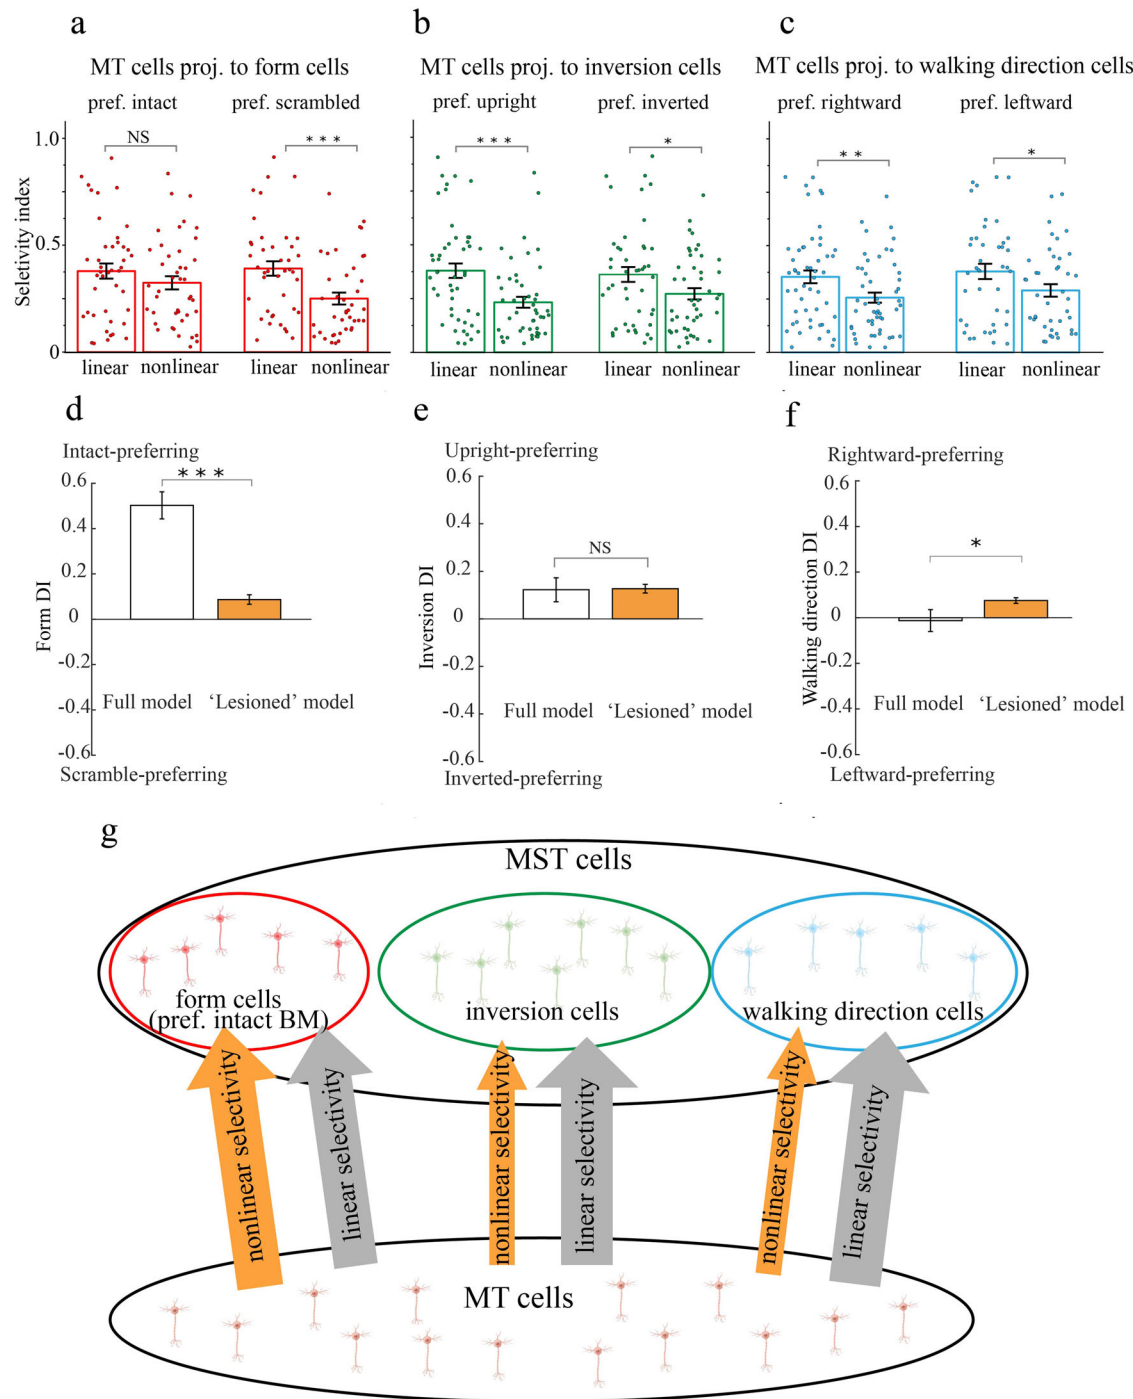 a
MT cells proj. to form cells
pref. intact
pref. scrambled
NS
* * *
Seletivity index
1.0
0.5
0
linear
nonlinear
linear
nonlinear
b
MT cells proj. to inversion cells
pref. upright
pref. inverted
* * *
*
linear
nonlinear
linear
nonlinear
c
MT cells proj. to walking direction cells
pref. rightward
pref. leftward
* *
*
linear
nonlinear
linear
nonlinear
d
Intact-preferring
* * *
Form DI
0.6
0.4
0.2
0
-0.2
-0.4
-0.6
Full model
‘Lesioned’ model
Scramble-preferring
e
Upright-preferring
NS
Inversion DI
0.6
0.4
0.2
0
-0.2
-0.4
-0.6
Full model
‘Lesioned’ model
Inverted-preferring
f
Rightward-preferring
*
Walking direction DI
0.6
0.4
0.2
0
-0.2
-0.4
-0.6
Full model
‘Lesioned’ model
Leftward-preferring
g
MST cells
form cells
(pref. intact BM)
inversion cells
walking direction cells
nonlinear selectivity
linear selectivity
nonlinear selectivity
linear selectivity
nonlinear selectivity
linear selectivity
MT cells